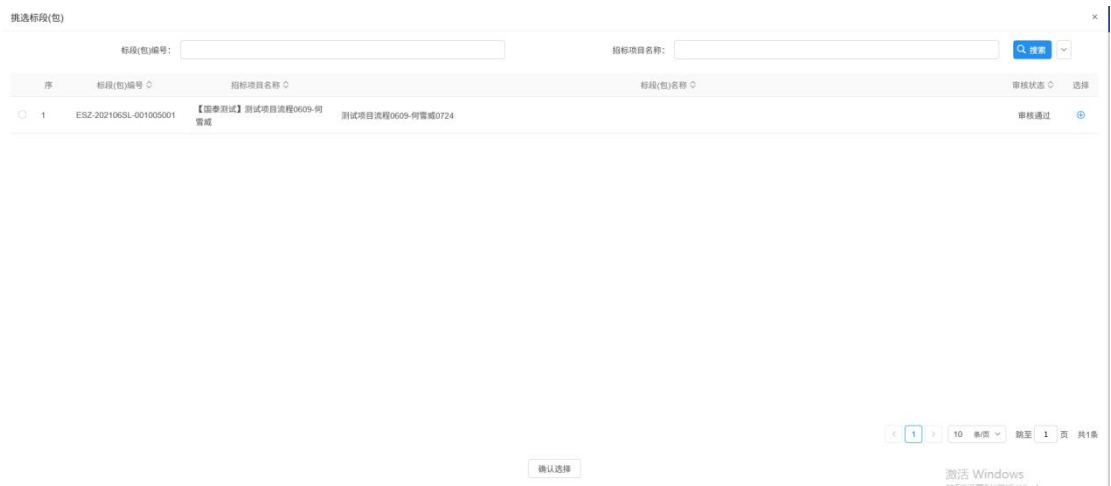 挑选标段(包)
标段(包)编号：
招标项目名称：
搜索
序 标段(包)编号 招标项目名称 标段(包)名称 审核状态 选择
1 ESZ-202106SL-001005001 【国泰测试】测试项目流程0609-何雪威 测试项目流程0609-何雪威0724 审核通过
1 10 条/页 跳至 1 页 共1条
确认选择
激活 Windows